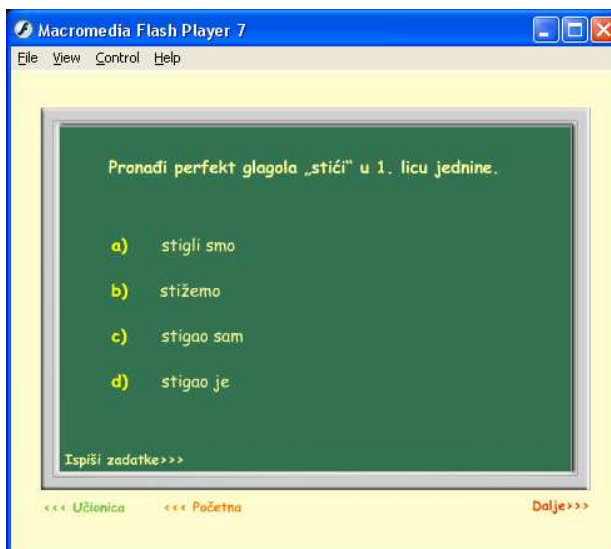 Macromedia Flash Player 7
File View Control Help
Pronađi perfekt glagola „stići“ u 1. licu jednine.
a) stigli smo
b) stižemo
c) stigao sam
d) stigao je
Ispiši zadatke>>>
<<< Učionica <<< Početna Dalje>>>